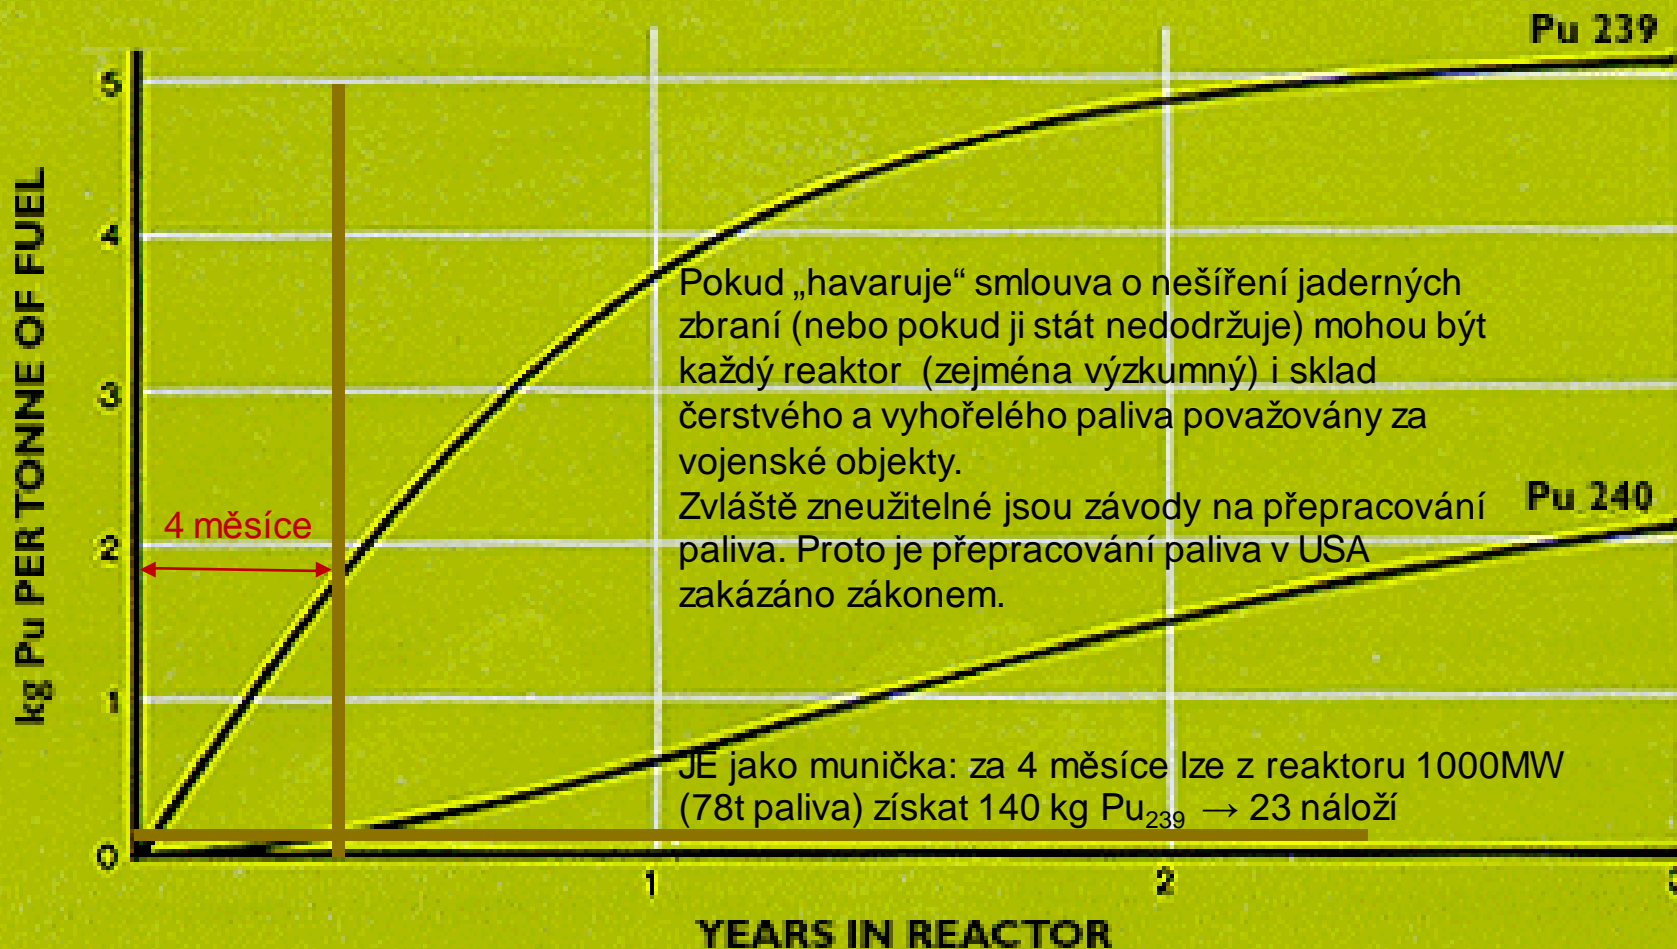 Pu 239
5
4
3
2
1
0
kg Pu PER TONNE OF FUEL
4 měsíce
Pokud „havaruje“ smlouva o nešíření jaderných
zbraní (nebo pokud ji stát nedodržuje) mohou být
každý reaktor (zejména výzkumný) i sklad
čerstvého a vyhořelého paliva považovány za
vojenské objekty.
Zvláště zneužitelné jsou závody na přepracování
paliva. Proto je přepracování paliva v USA
zakázáno zákonem.
Pu 240
JE jako munička: za 4 měsíce lze z reaktoru 1000MW
(78t paliva) získat 140 kg Pu₂₃₉ → 23 náloží
1
2
3
YEARS IN REACTOR